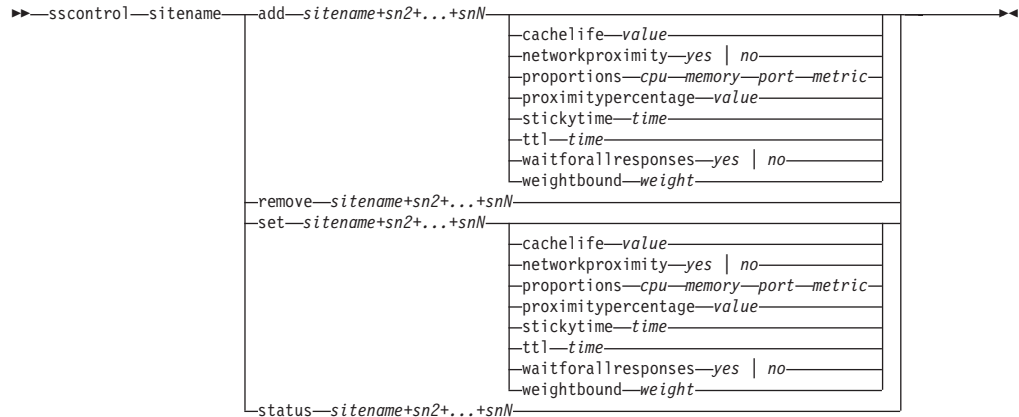 sscontrol sitename add sitename+sn2+...+snN
cachelife value
networkproximity yes | no
proportions cpu memory port metric
proximitypercentage value
stickytime time
ttl time
waitforallresponses yes | no
weightbound weight
remove sitename+sn2+...+snN
set sitename+sn2+...+snN
cachelife value
networkproximity yes | no
proportions cpu memory port metric
proximitypercentage value
stickytime time
ttl time
waitforallresponses yes | no
weightbound weight
status sitename+sn2+...+snN